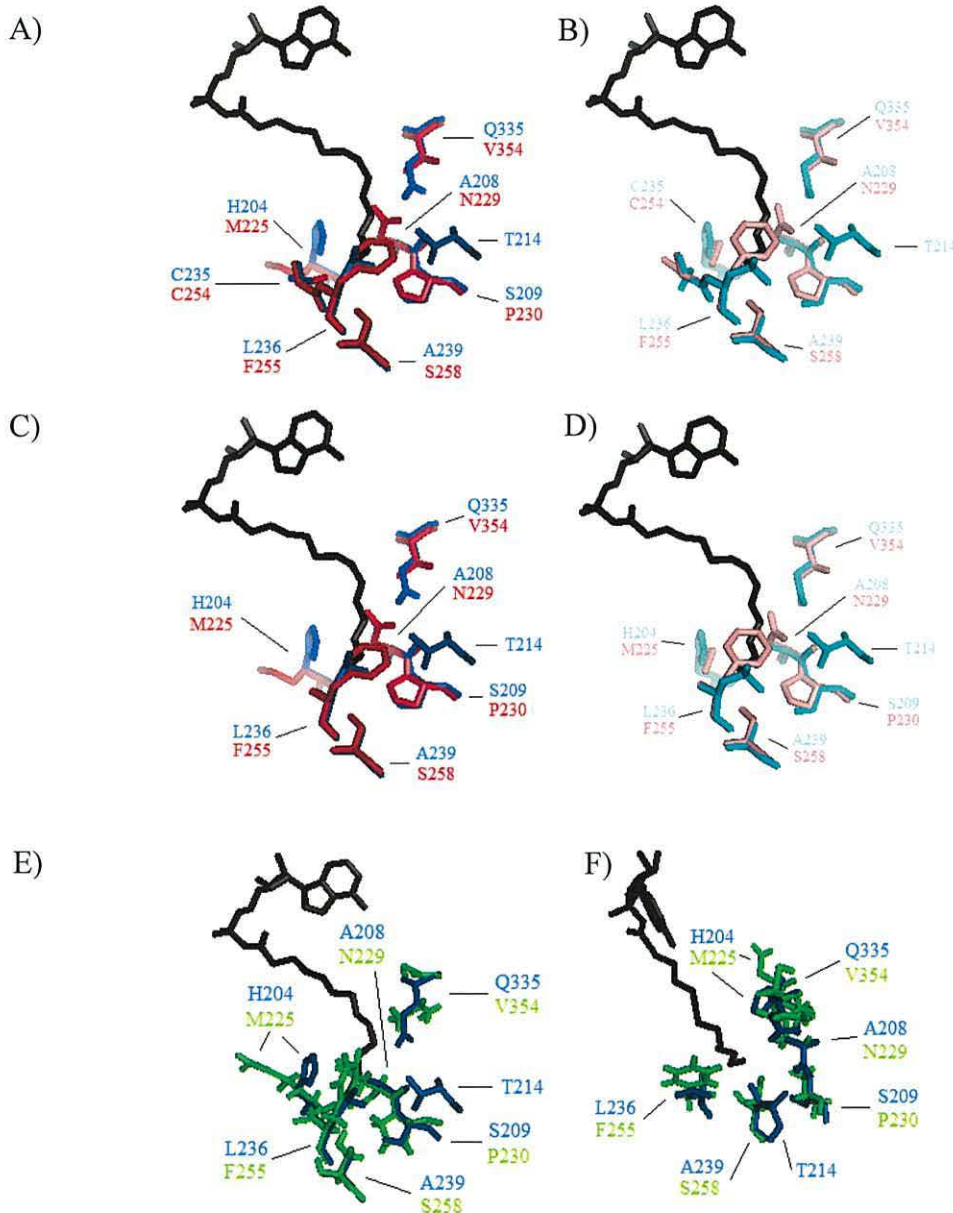 A)
Q335
V354
A208
N229
H204
M225
T214
C235
C254
S209
P230
L236
F255
A239
S258
B)
Q335
V354
A208
N229
C235
C254
T214
S209
P230
L236
F255
A239
S258
C)
Q335
V354
A208
N229
H204
M225
T214
S209
P230
L236
F255
A239
S258
D)
Q335
V354
A208
N229
H204
M225
T214
S209
P230
L236
F255
A239
S258
E)
A208
N229
Q335
V354
H204
M225
T214
S209
P230
L236
F255
A239
S258
F)
H204
M225
Q335
V354
A208
N229
L236
F255
S209
P230
A239
S258
T214